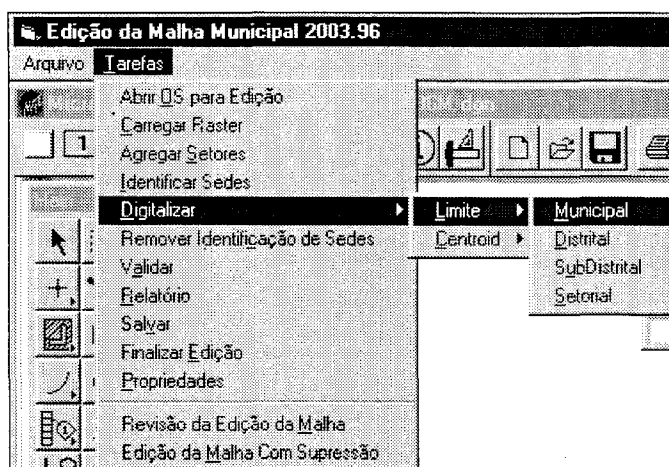 Edição da Malha Municipal 2003.96
Arquivo Tarefas
Abrir OS para Edição
Carregar Raster
1
Agregar Setores
Identificar Sedes
Digitalizar Limite Municipal
Remover Identificação de Sedes Centroid Distrital
Validar SubDistrital
Relatório Setorial
Salvar
Finalizar Edição
Propriedades
Revisão da Edição da Malha
Edição da Malha Com Supressão